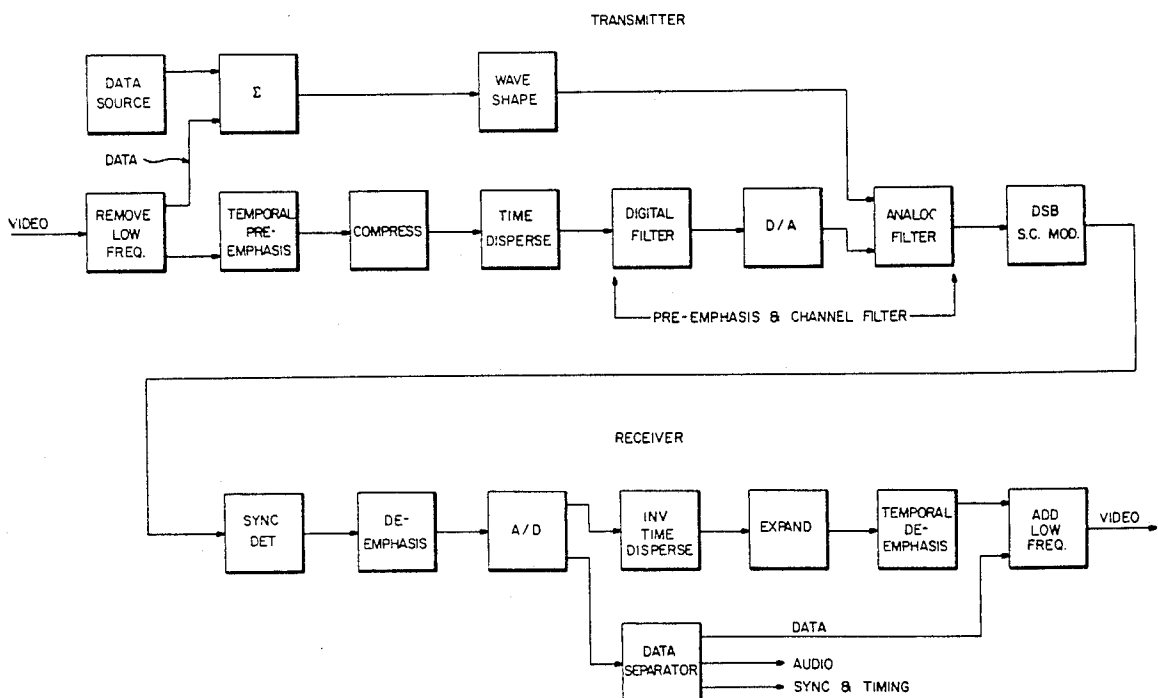 TRANSMITTER
DATA
SOURCE
Σ
WAVE
SHAPE
DATA
VIDEO
REMOVE
LOW
FREQ.
TEMPORAL
PRE-
EMPHASIS
COMPRESS
TIME
DISPERSE
DIGITAL
FILTER
D/A
ANALOG
FILTER
DSB
S.C. MOD.
PRE-EMPHASIS & CHANNEL FILTER
RECEIVER
SYNC
DET
DE-
EMPHASIS
A/D
INV
TIME
DISPERSE
EXPAND
TEMPORAL
DE-
EMPHASIS
ADD
LOW
FREQ.
VIDEO
DATA
SEPARATOR
DATA
AUDIO
SYNC & TIMING